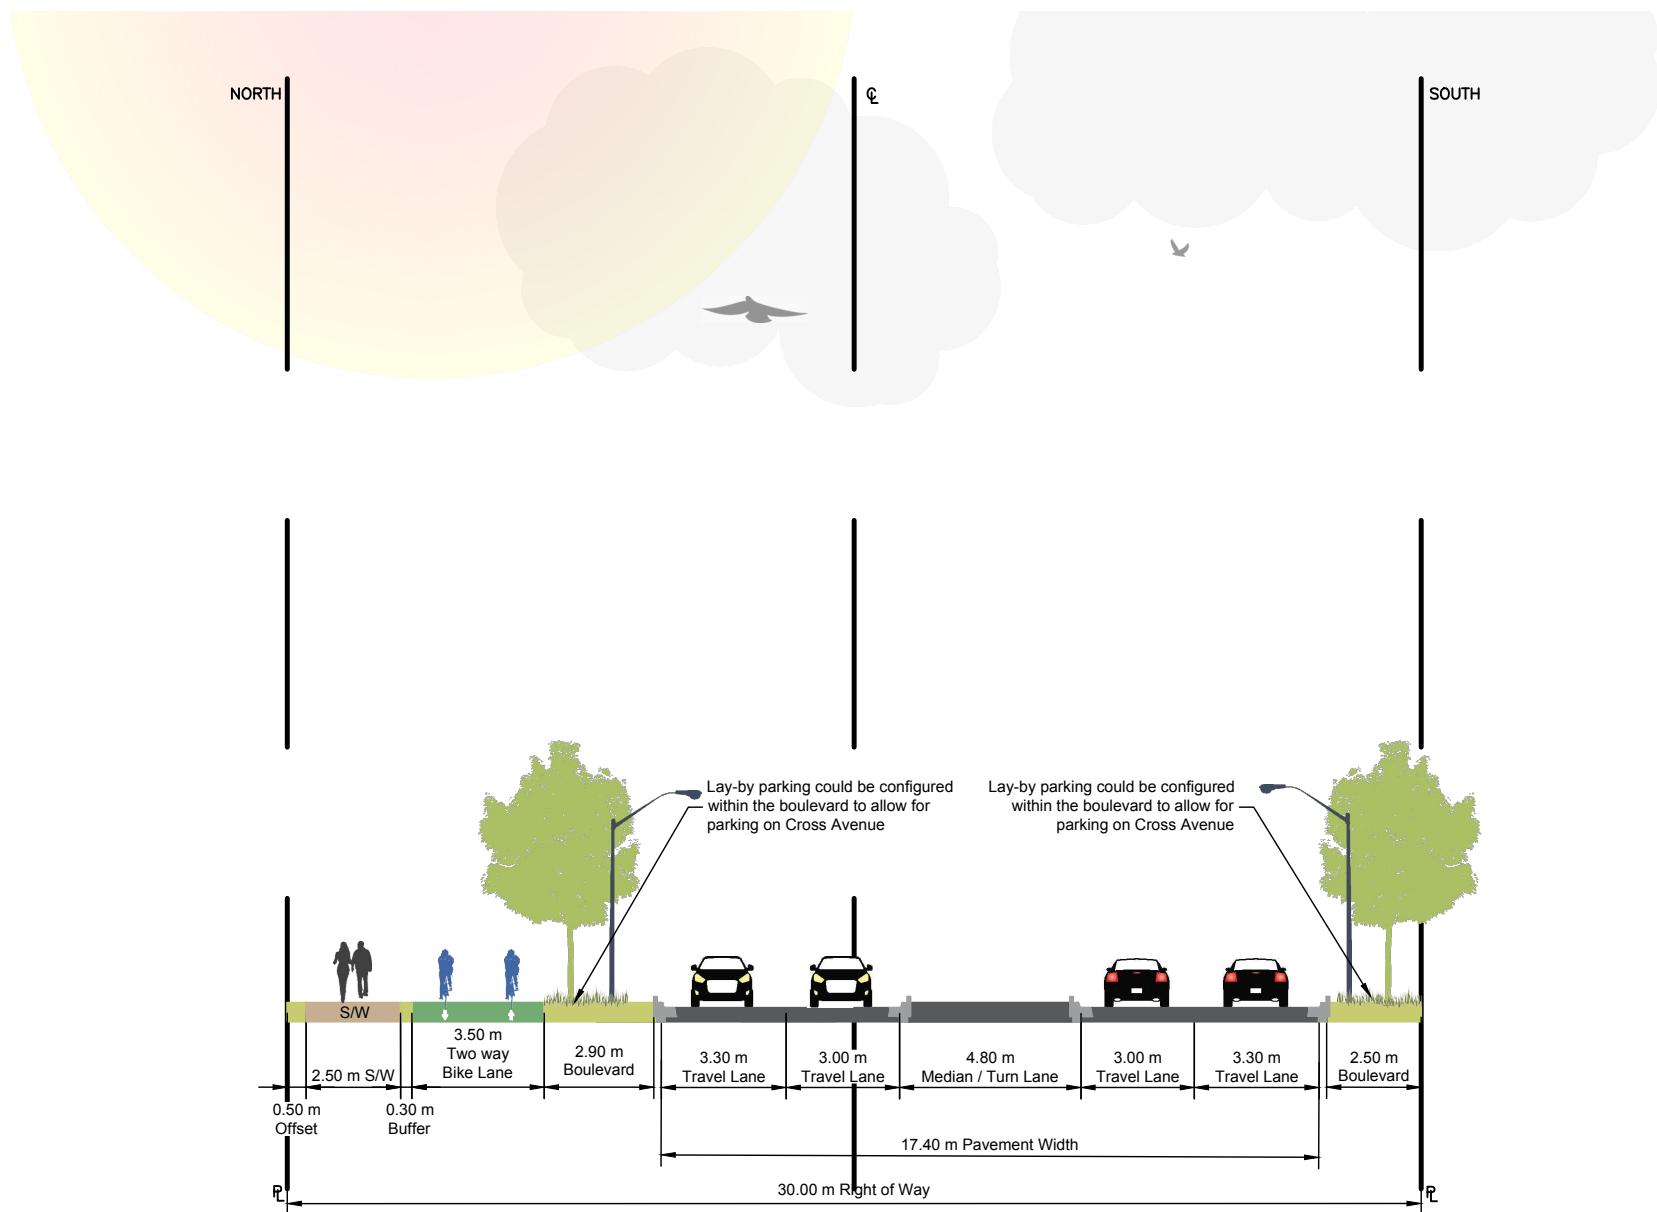 NORTH
℄
SOUTH
Lay-by parking could be configured
within the boulevard to allow for
parking on Cross Avenue
Lay-by parking could be configured
within the boulevard to allow for
parking on Cross Avenue
S/W
0.50 m
Offset
2.50 m S/W
0.30 m
Buffer
3.50 m
Two way
Bike Lane
2.90 m
Boulevard
3.30 m
Travel Lane
3.00 m
Travel Lane
4.80 m
Median / Turn Lane
3.00 m
Travel Lane
3.30 m
Travel Lane
2.50 m
Boulevard
17.40 m Pavement Width
PL
30.00 m Right of Way
PL